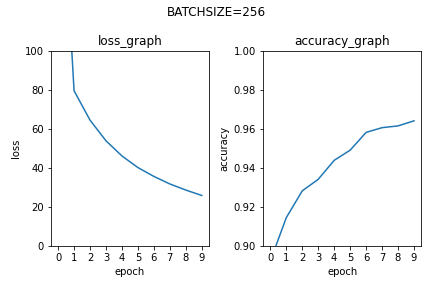 BATCHSIZE=256
loss_graph
100
80
60
40
20
0
loss
0 1 2 3 4 5 6 7 8 9
epoch
accuracy_graph
1.00
0.98
0.96
0.94
0.92
0.90
accuracy
0 1 2 3 4 5 6 7 8 9
epoch